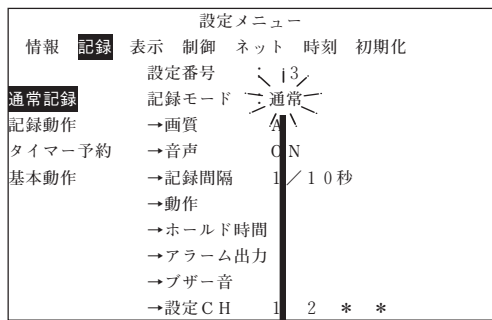 設定メニュー
情報 記録 表示 制御 ネット 時刻 初期化
設定番号 : 13
通常記録 記録モード : 通常
記録動作 →画質 A
タイマー予約 →音声 ON
基本動作 →記録間隔 1/10秒
→動作
→ホールド時間
→アラーム出力
→ブザー音
→設定CH 1 2 * *